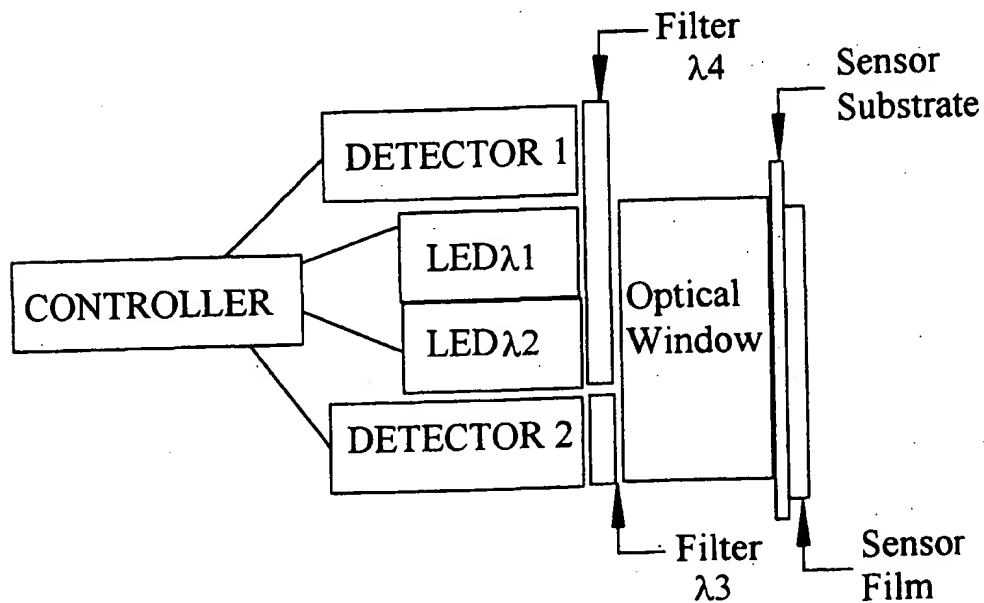 Filter
λ4
Sensor
Substrate
DETECTOR 1
LEDλ1
CONTROLLER
Optical
Window
LEDλ2
DETECTOR 2
Filter
λ3
Sensor
Film